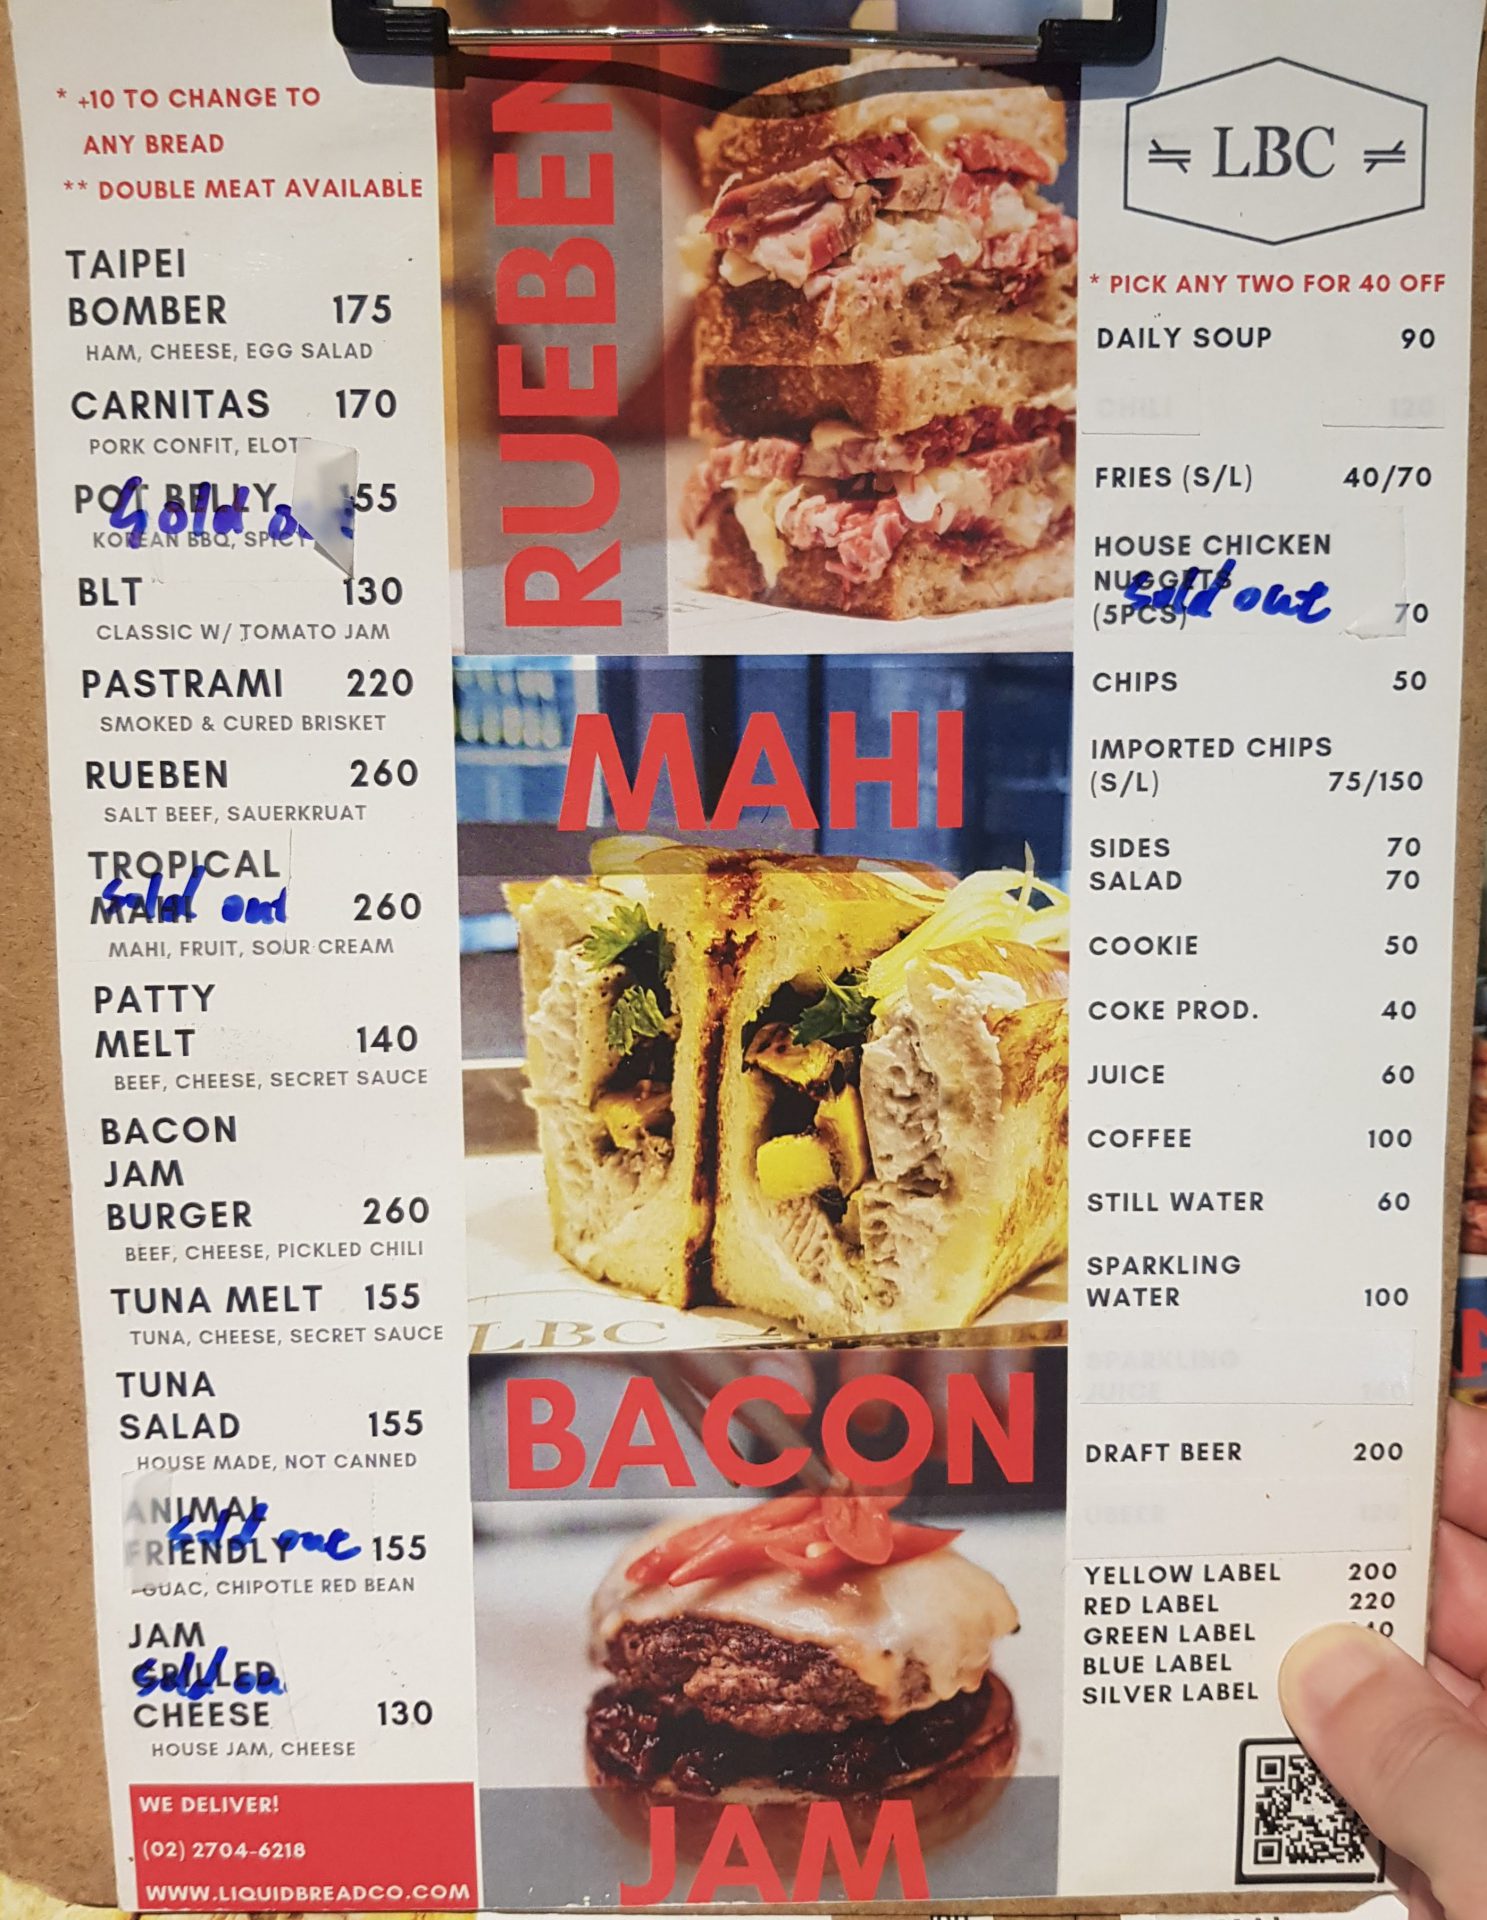 * +10 TO CHANGE TO
ANY BREAD
** DOUBLE MEAT AVAILABLE
TAIPEI
BOMBER 175
HAM, CHEESE, EGG SALAD
CARNITAS 170
PORK CONFIT, ELOT
POT BELLY 155
Sold
KOREAN BBQ, SPICY
BLT 130
CLASSIC W/ TOMATO JAM
PASTRAMI 220
SMOKED & CURED BRISKET
RUEBEN 260
SALT BEEF, SAUERKRUAT
TROPICAL
MAHI 260
Sold out
MAHI, FRUIT, SOUR CREAM
PATTY
MELT 140
BEEF, CHEESE, SECRET SAUCE
BACON
JAM
BURGER 260
BEEF, CHEESE, PICKLED CHILI
TUNA MELT 155
TUNA, CHEESE, SECRET SAUCE
TUNA
SALAD 155
HOUSE MADE, NOT CANNED
ANIMAL
FRIENDLY 155
Sold out
GUAC, CHIPOTLE RED BEAN
JAM
GRILLED
Sold ou
CHEESE 130
HOUSE JAM, CHEESE
WE DELIVER!
(02) 2704-6218
WWW.LIQUIDBREADCO.COM
RUEBEN
MAHI
LBC
BACON
JAM
LBC
* PICK ANY TWO FOR 40 OFF
DAILY SOUP 90
CHILI 120
FRIES (S/L) 40/70
HOUSE CHICKEN
NUGGETS
(5PCS) 70
Sold out
CHIPS 50
IMPORTED CHIPS
(S/L) 75/150
SIDES 70
SALAD 70
COOKIE 50
COKE PROD. 40
JUICE 60
COFFEE 100
STILL WATER 60
SPARKLING
WATER 100
SPARKLING
JUICE 140
DRAFT BEER 200
YELLOW LABEL 200
RED LABEL 220
GREEN LABEL
BLUE LABEL
SILVER LABEL